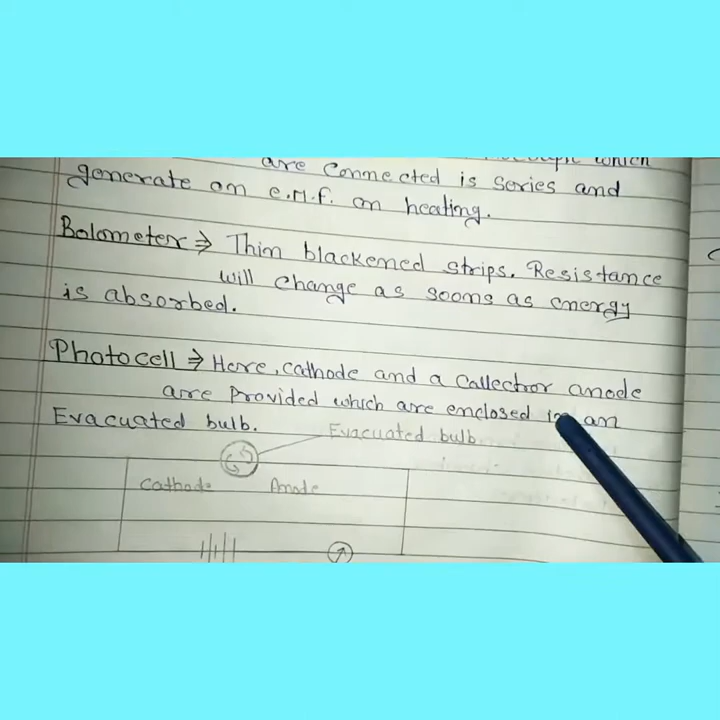 are connected is series and which
generate an e.m.f. on heating.
Bolometer ⇒ Thin blackened strips. Resistance
will change as soons as energy
is absorbed.
Photocell ⇒ Here, cathode and a collector anode
are provided which are enclosed in an
Evacuated bulb.
Evacuated bulb
Cathode Anode